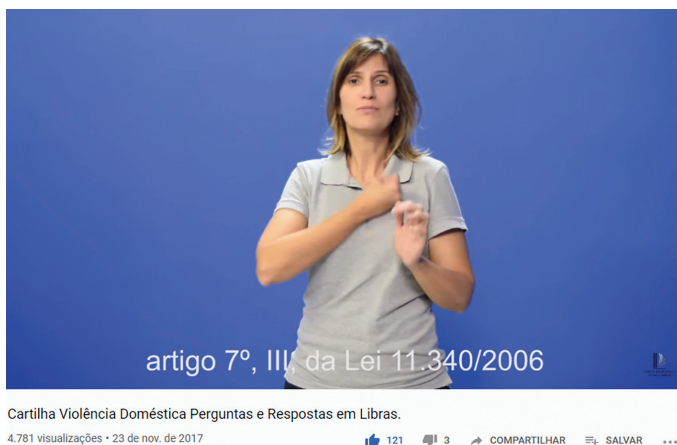 artigo 7º, III, da Lei 11.340/2006
Cartilha Violência Doméstica Perguntas e Respostas em Libras.
4.781 visualizações • 23 de nov. de 2017 121 3 COMPARTILHAR SALVAR